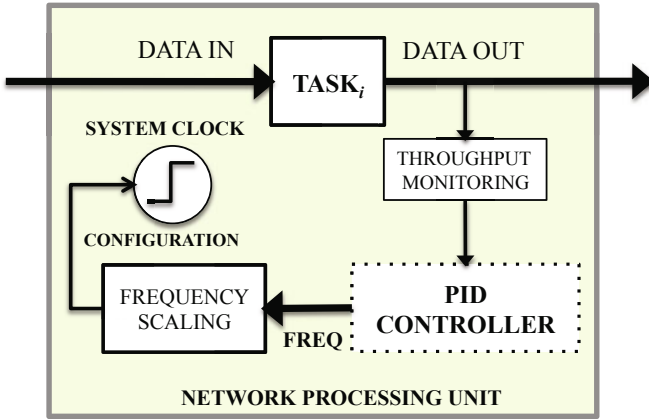 DATA IN
DATA OUT
TASKi
SYSTEM CLOCK
THROUGHPUT
MONITORING
CONFIGURATION
FREQUENCY
SCALING
PID
CONTROLLER
FREQ
NETWORK PROCESSING UNIT